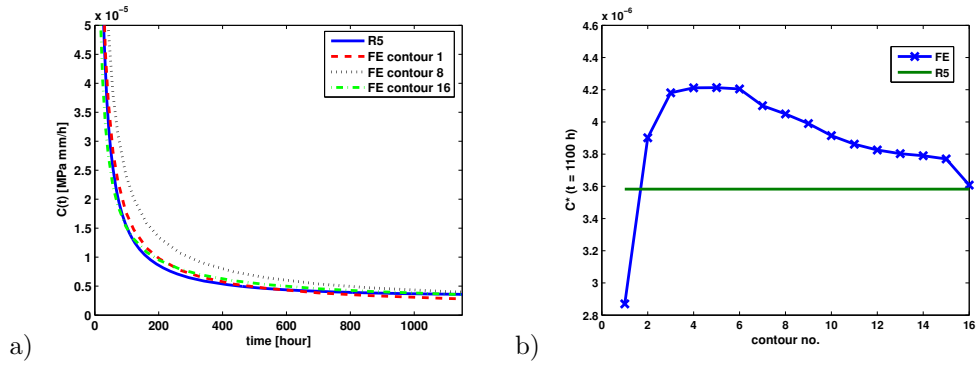 x 10⁻⁵
5
4.5
4
3.5
3
2.5
2
1.5
1
0.5
0
0 200 400 600 800 1000
C(t) [MPa mm/h]
time [hour]
R5
FE contour 1
FE contour 8
FE contour 16
a)
x 10⁻⁶
4.6
4.4
4.2
4
3.8
3.6
3.4
3.2
3
2.8
0 2 4 6 8 10 12 14 16
C* (t = 1100 h)
contour no.
FE
R5
b)